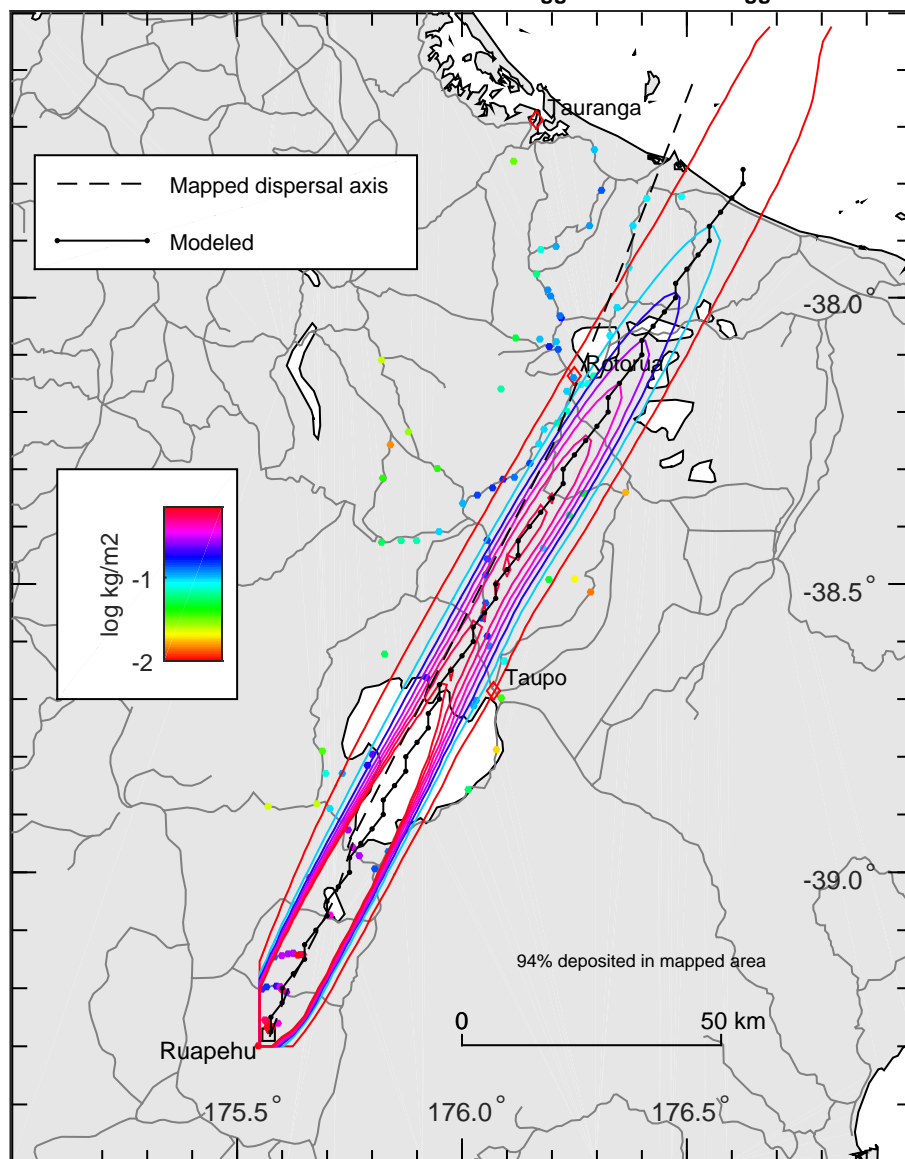 Tauranga
Mapped dispersal axis
Modeled
-38.0°
Rotorua
log kg/m2
-1
-2
-38.5°
Taupo
-39.0°
94% deposited in mapped area
0
50 km
Ruapehu
175.5°
176.0°
176.5°